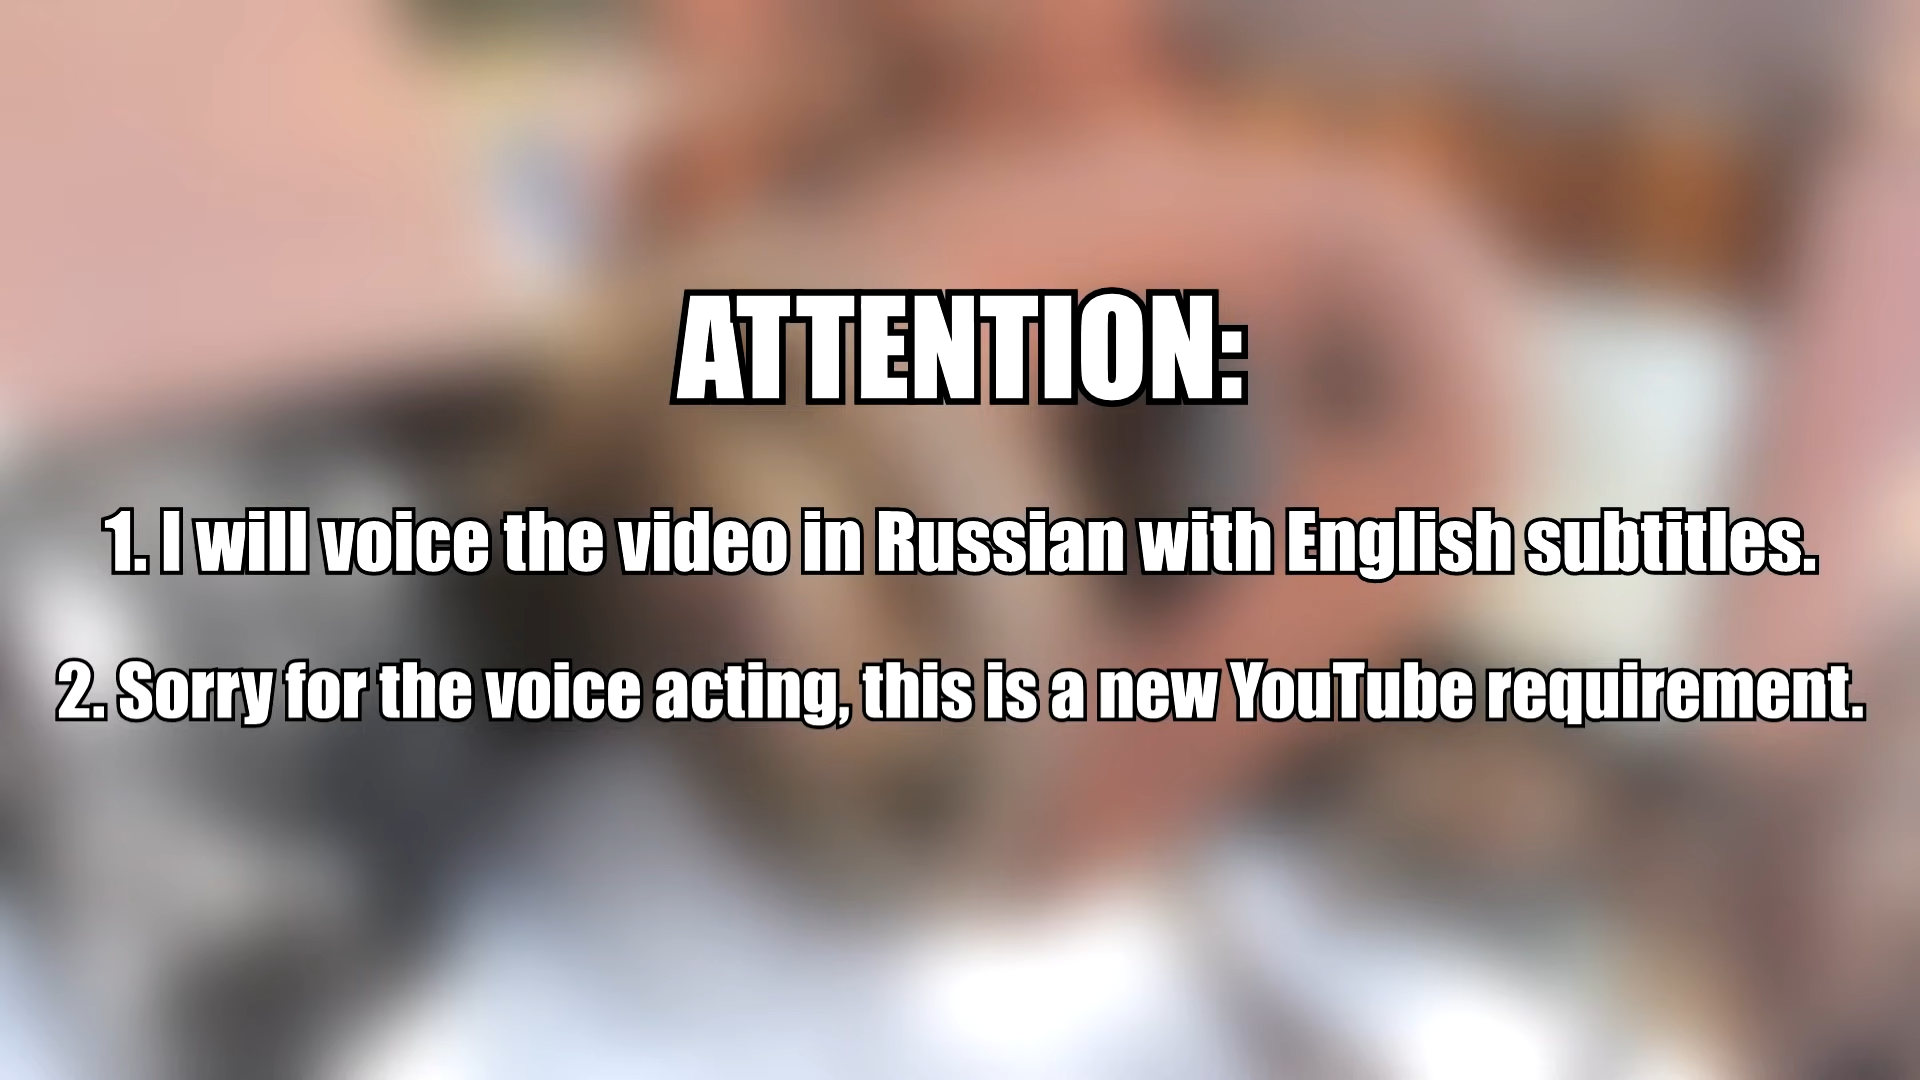 ATTENTION:
1. I will voice the video in Russian with English subtitles.
2. Sorry for the voice acting, this is a new YouTube requirement.